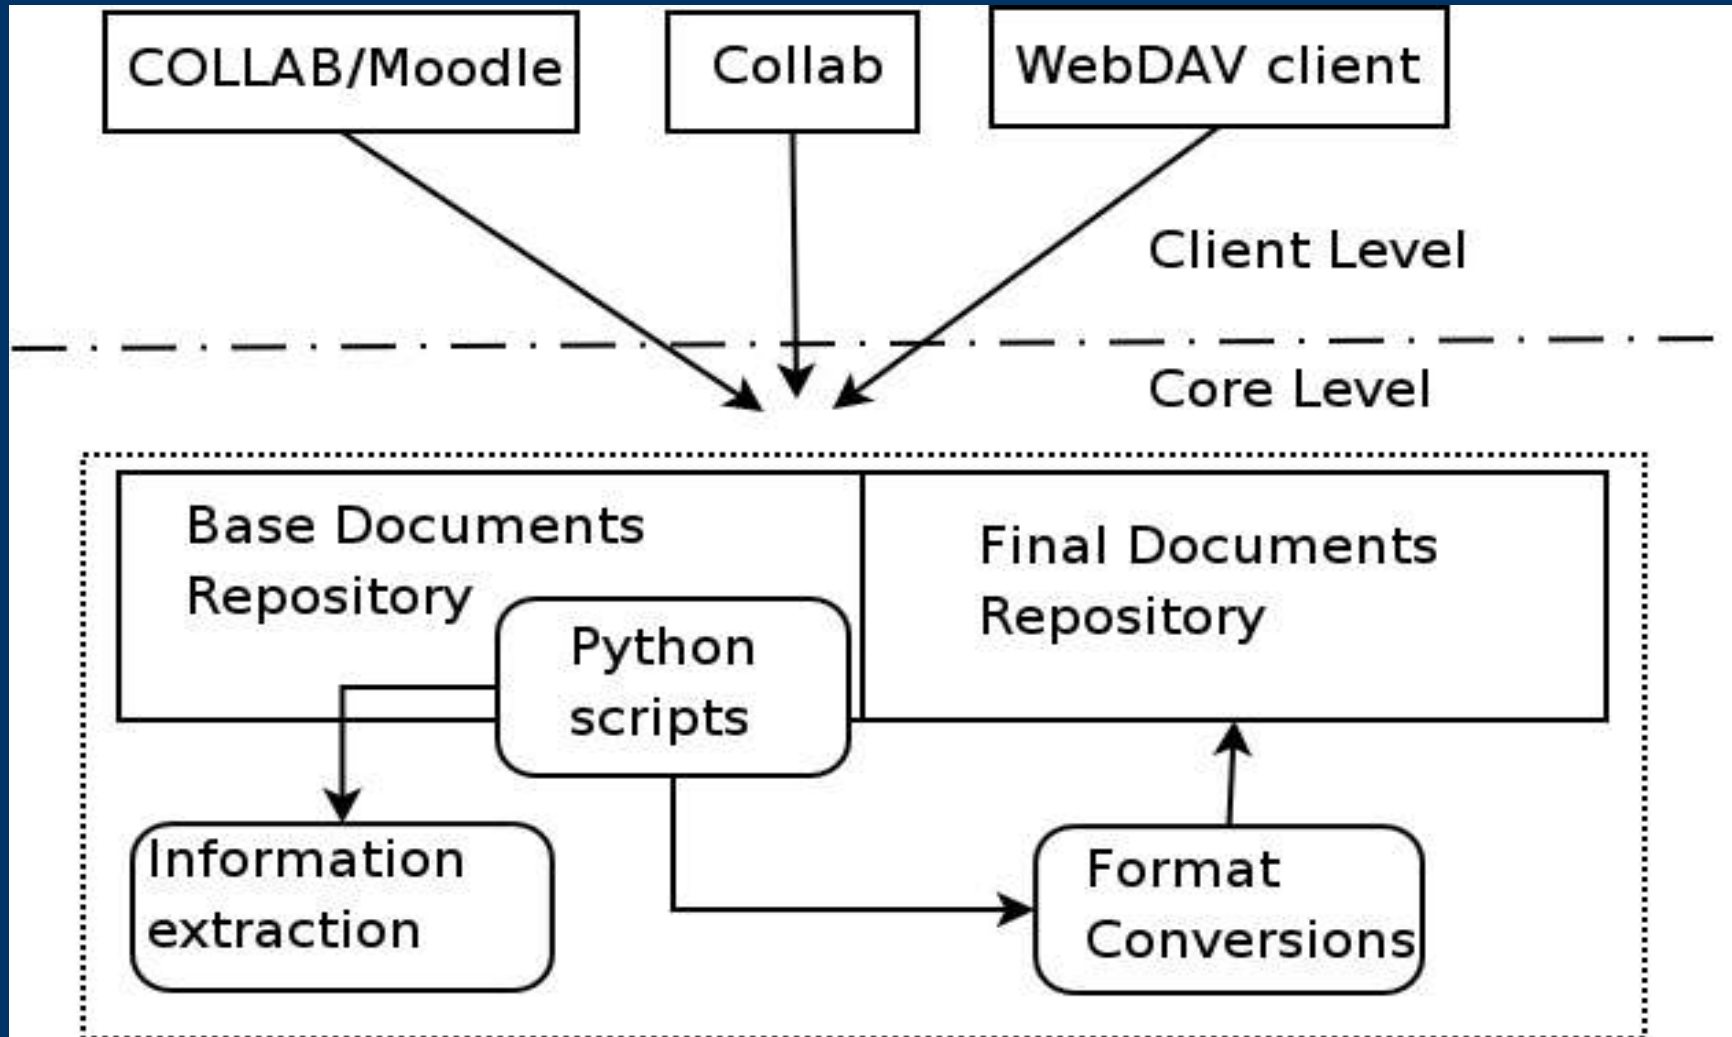 COLLAB/Moodle
Collab
WebDAV client
Client Level
Core Level
Base Documents
Repository
Final Documents
Repository
Python
scripts
Information
extraction
Format
Conversions